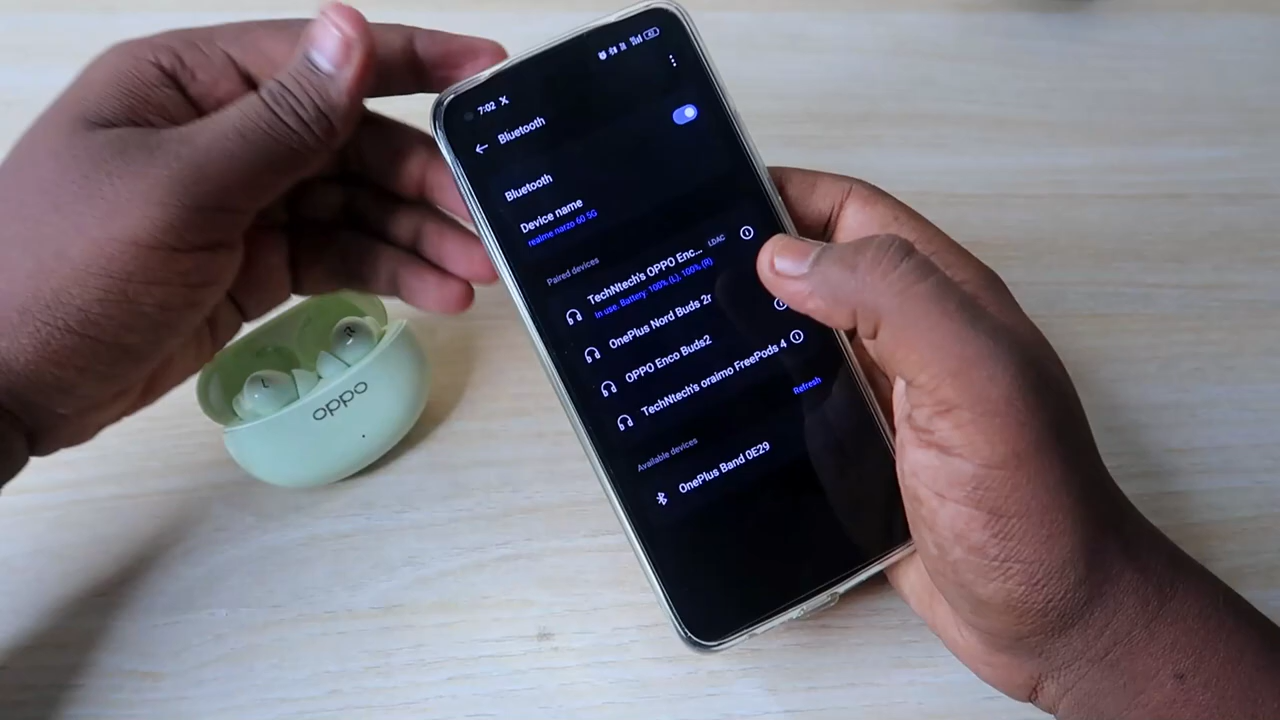 7:02
Bluetooth
Bluetooth
Device name
realme narzo 60 5G
Paired devices
TechNtech's OPPO Enc... LDAC
In use. Battery: 100% (L), 100% (R)
OnePlus Nord Buds 2r
OPPO Enco Buds2
TechNtech's oraimo FreePods 4
Refresh
Available devices
OnePlus Band 0E29
L
R
oppo